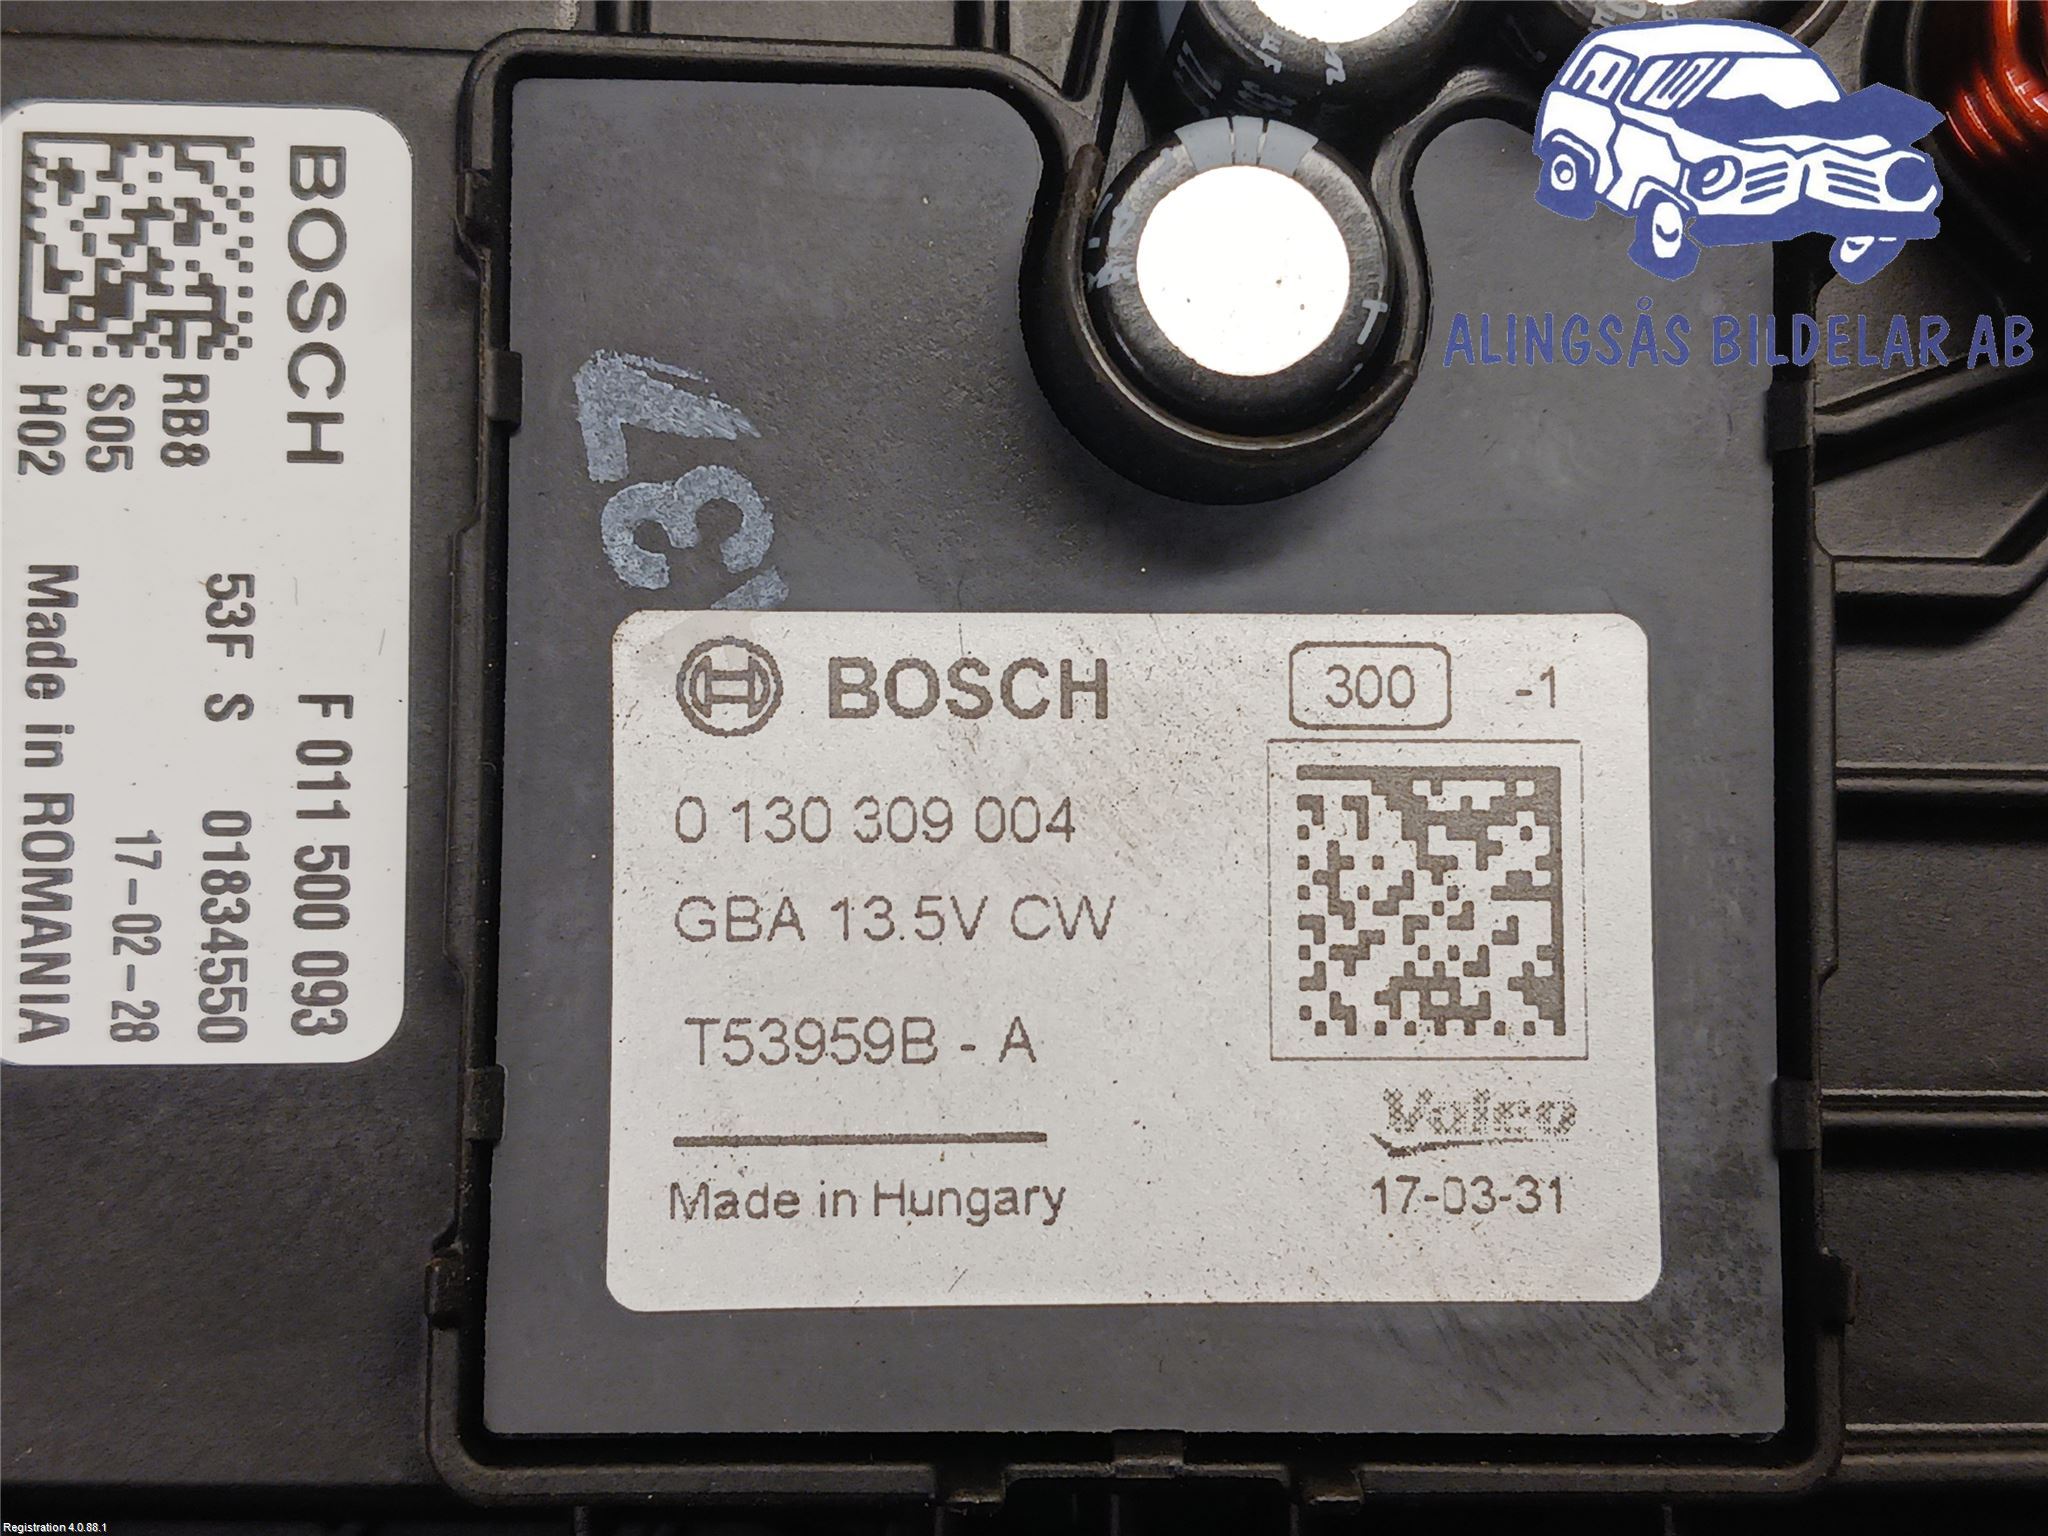 BOSCH
F 011 500 093
53F S 01834550
RB8
S05
H02
17-02-28
Made in ROMANIA
37
BOSCH
300 -1
0 130 309 004
GBA 13.5V CW
T53959B - A
Valeo
Made in Hungary
17-03-31
ALINGSÅS BILDELAR AB
Registration 4.0.88.1